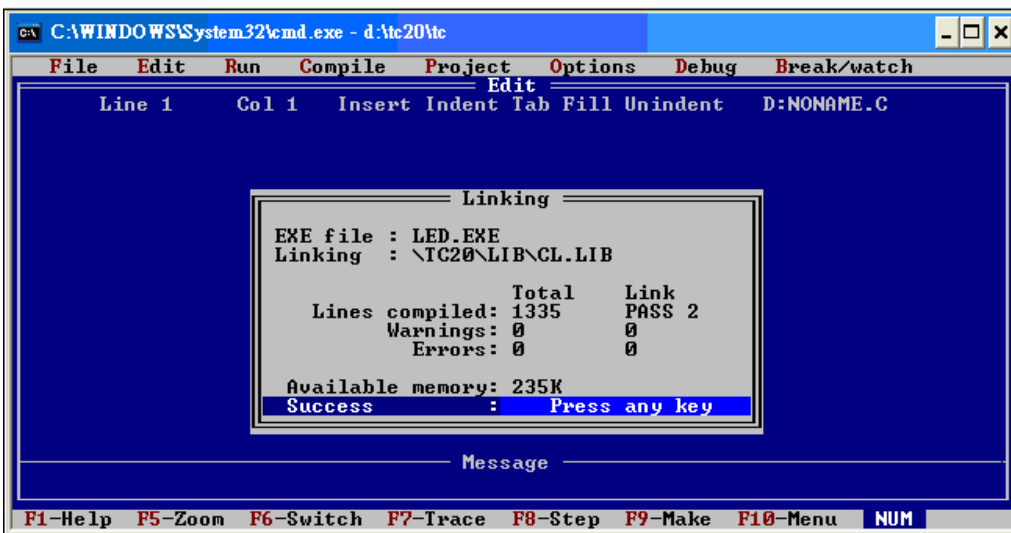 C:\WINDOWS\System32\cmd.exe - d:\tc20\tc
File Edit Run Compile Project Options Debug Break/watch
Edit
Line 1 Col 1 Insert Indent Tab Fill Unindent D:NONAME.C
Linking
EXE file : LED.EXE
Linking : \TC20\LIB\CL.LIB
Total Link
Lines compiled: 1335 PASS 2
Warnings: 0 0
Errors: 0 0
Available memory: 235K
Success : Press any key
Message
F1-Help F5-Zoom F6-Switch F7-Trace F8-Step F9-Make F10-Menu NUM